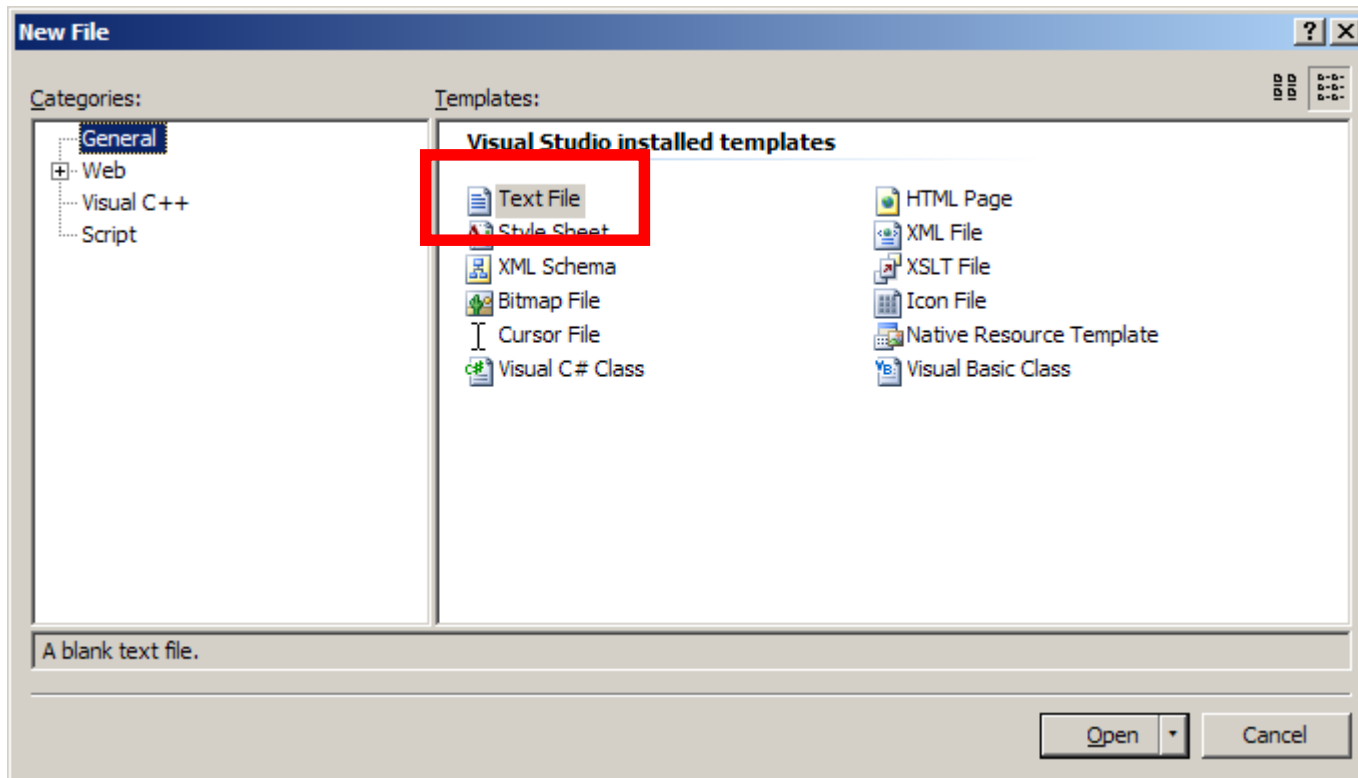 New File
Categories:
Templates:
General
Web
Visual C++
Script
Visual Studio installed templates
Text File
HTML Page
Style Sheet
XML File
XML Schema
XSLT File
Bitmap File
Icon File
Cursor File
Native Resource Template
Visual C# Class
Visual Basic Class
A blank text file.
Open
Cancel